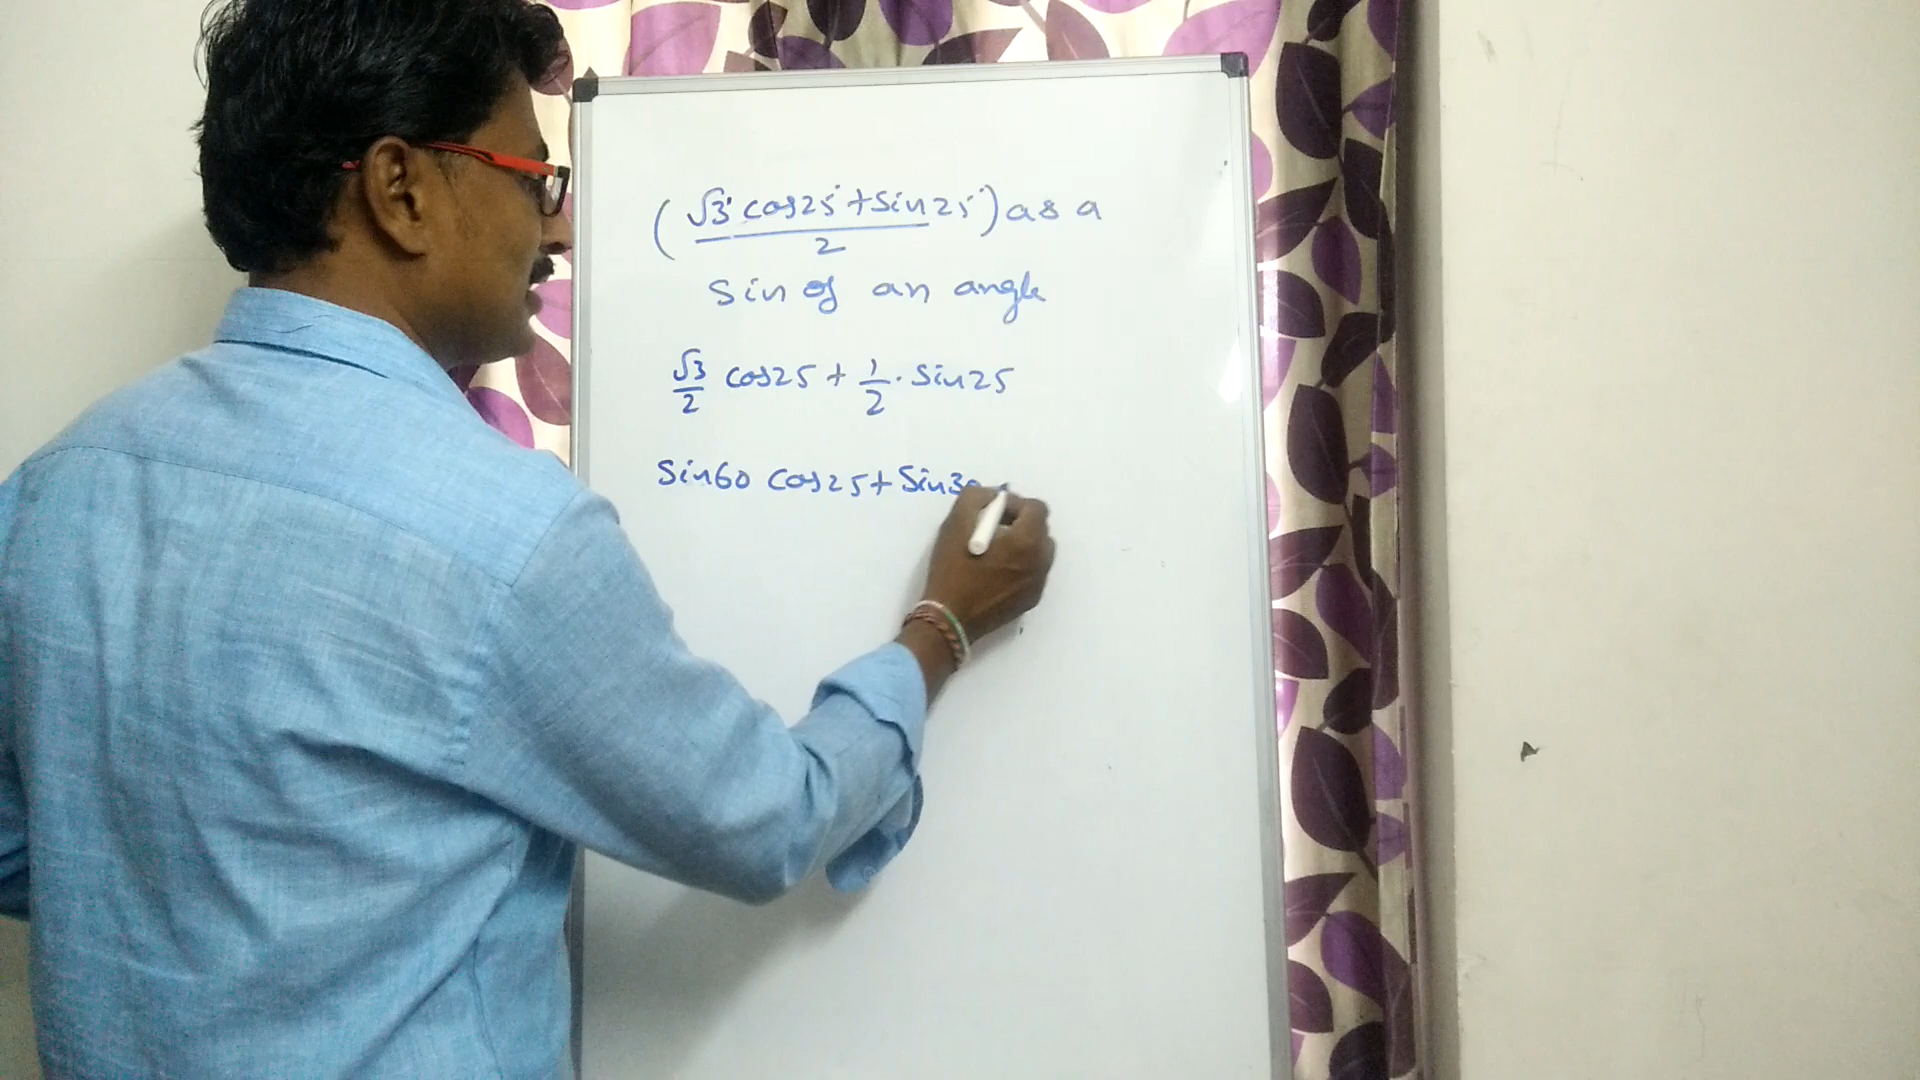 (√3 cos25°+sin25°)as a
2
sin of an angle
√3/2 cos25 + 1/2 . sin25
sin60 cos25 + sin30